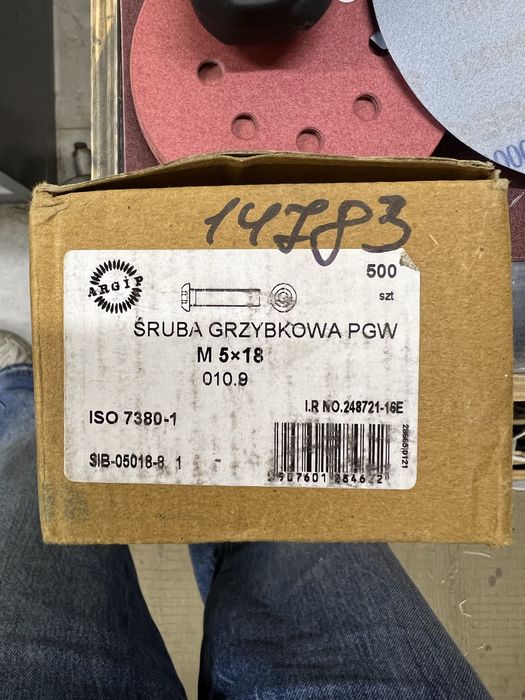 14783
ARGIP
500
szt
ŚRUBA GRZYBKOWA PGW
M 5×18
010.9
I.R NO.248721-16E
ISO 7380-1
SIB-05018-8 1 -